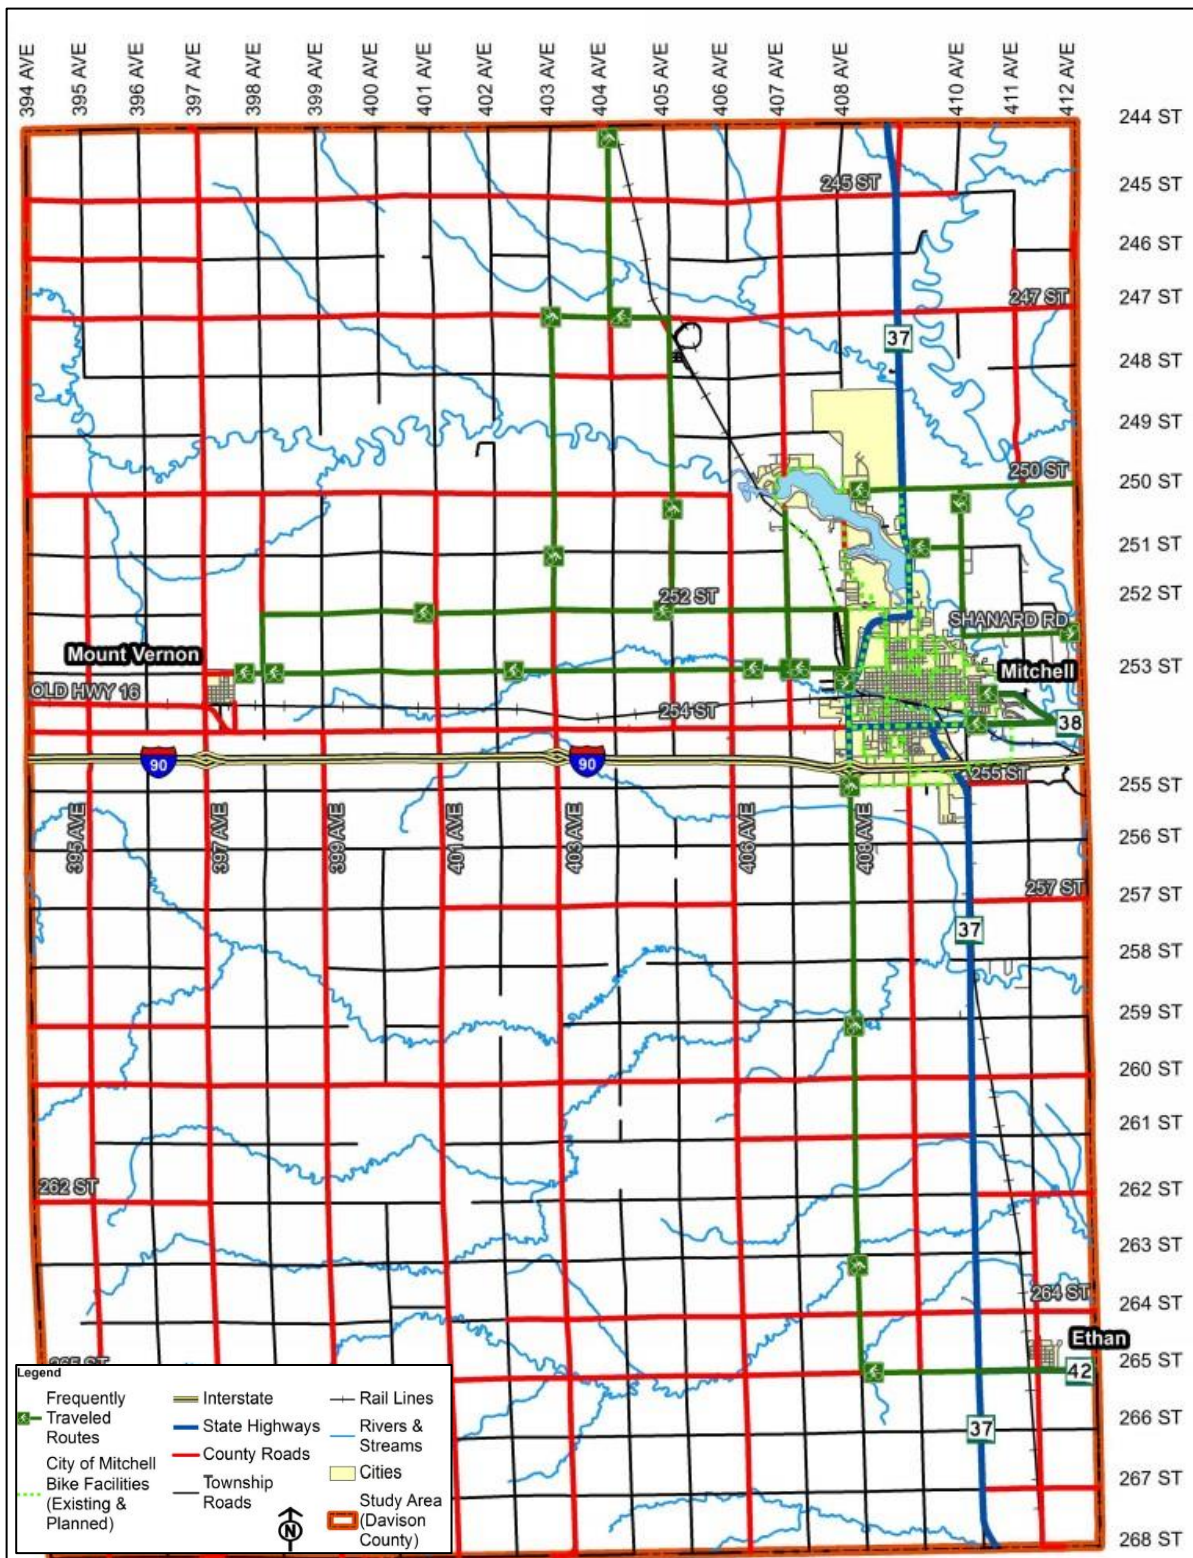 394 AVE
395 AVE
396 AVE
397 AVE
398 AVE
399 AVE
400 AVE
401 AVE
402 AVE
403 AVE
404 AVE
405 AVE
406 AVE
407 AVE
408 AVE
410 AVE
411 AVE
412 AVE
244 ST
245 ST
245 ST
246 ST
247 ST
247 ST
37
248 ST
249 ST
250 ST
250 ST
251 ST
252 ST
252 ST
SHANARD RD
Mount Vernon
253 ST
Mitchell
OLD HWY 16
254 ST
38
90
90
255 ST
255 ST
395 AVE
397 AVE
399 AVE
401 AVE
403 AVE
406 AVE
408 AVE
256 ST
257 ST
257 ST
37
258 ST
259 ST
260 ST
261 ST
262 ST
262 ST
263 ST
264 ST
264 ST
Ethan
265 ST
265 ST
42
266 ST
37
267 ST
268 ST
Legend
Frequently
Traveled
Routes
City of Mitchell
Bike Facilities
(Existing &
Planned)
Interstate
State Highways
County Roads
Township
Roads
N
Rail Lines
Rivers &
Streams
Cities
Study Area
(Davison
County)